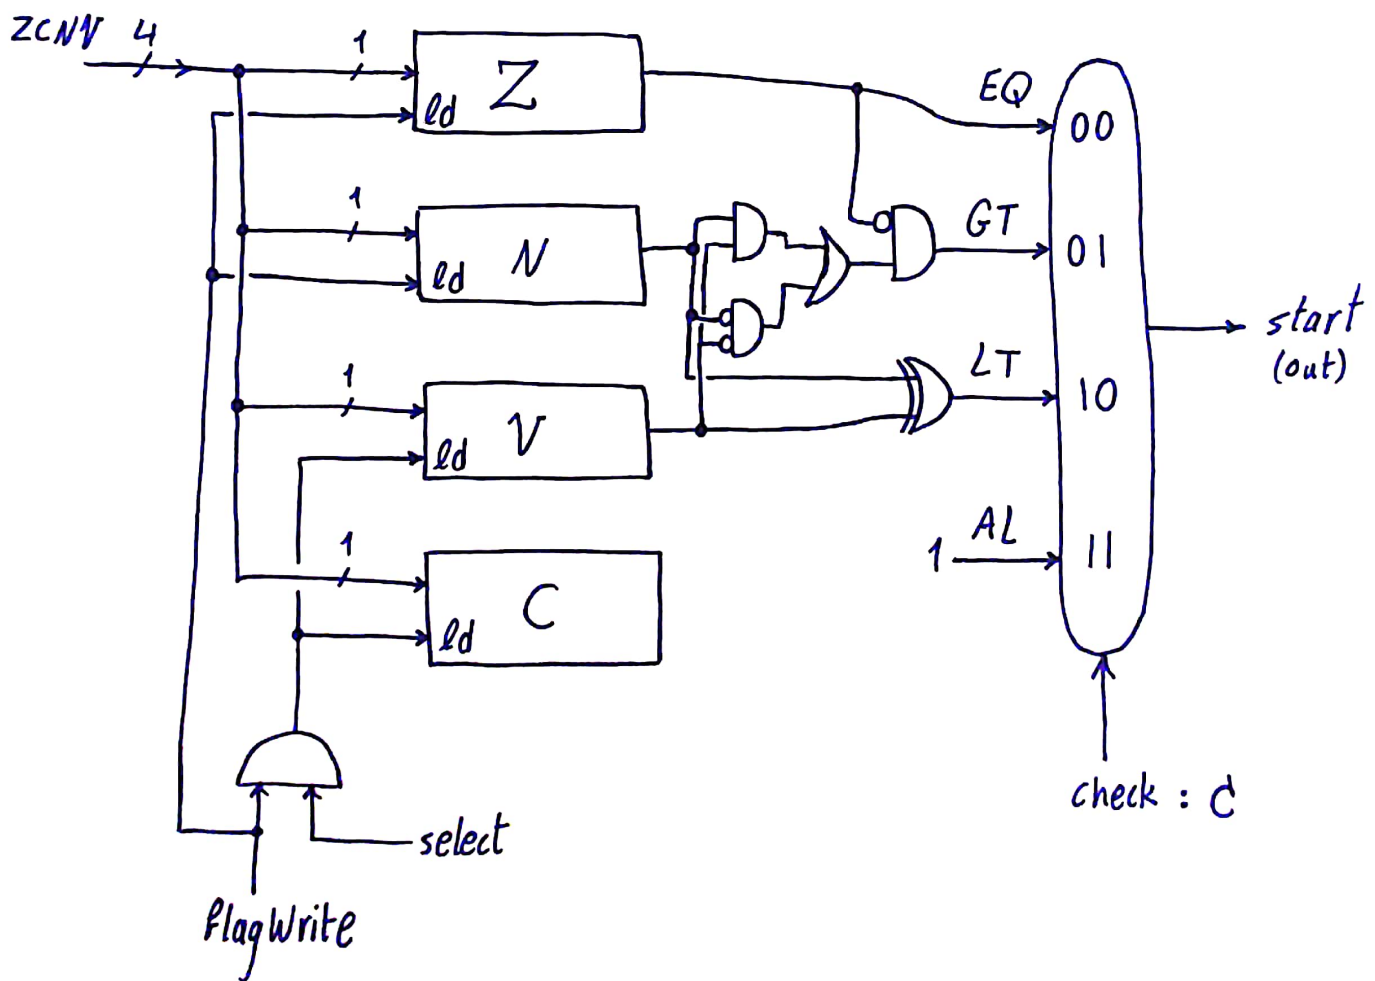 ZCNV 4
1
Z
ld
EQ
00
1
N
ld
GT
01
start
(out)
1
V
ld
LT
10
1
C
ld
1 AL
11
check : C
select
flagWrite